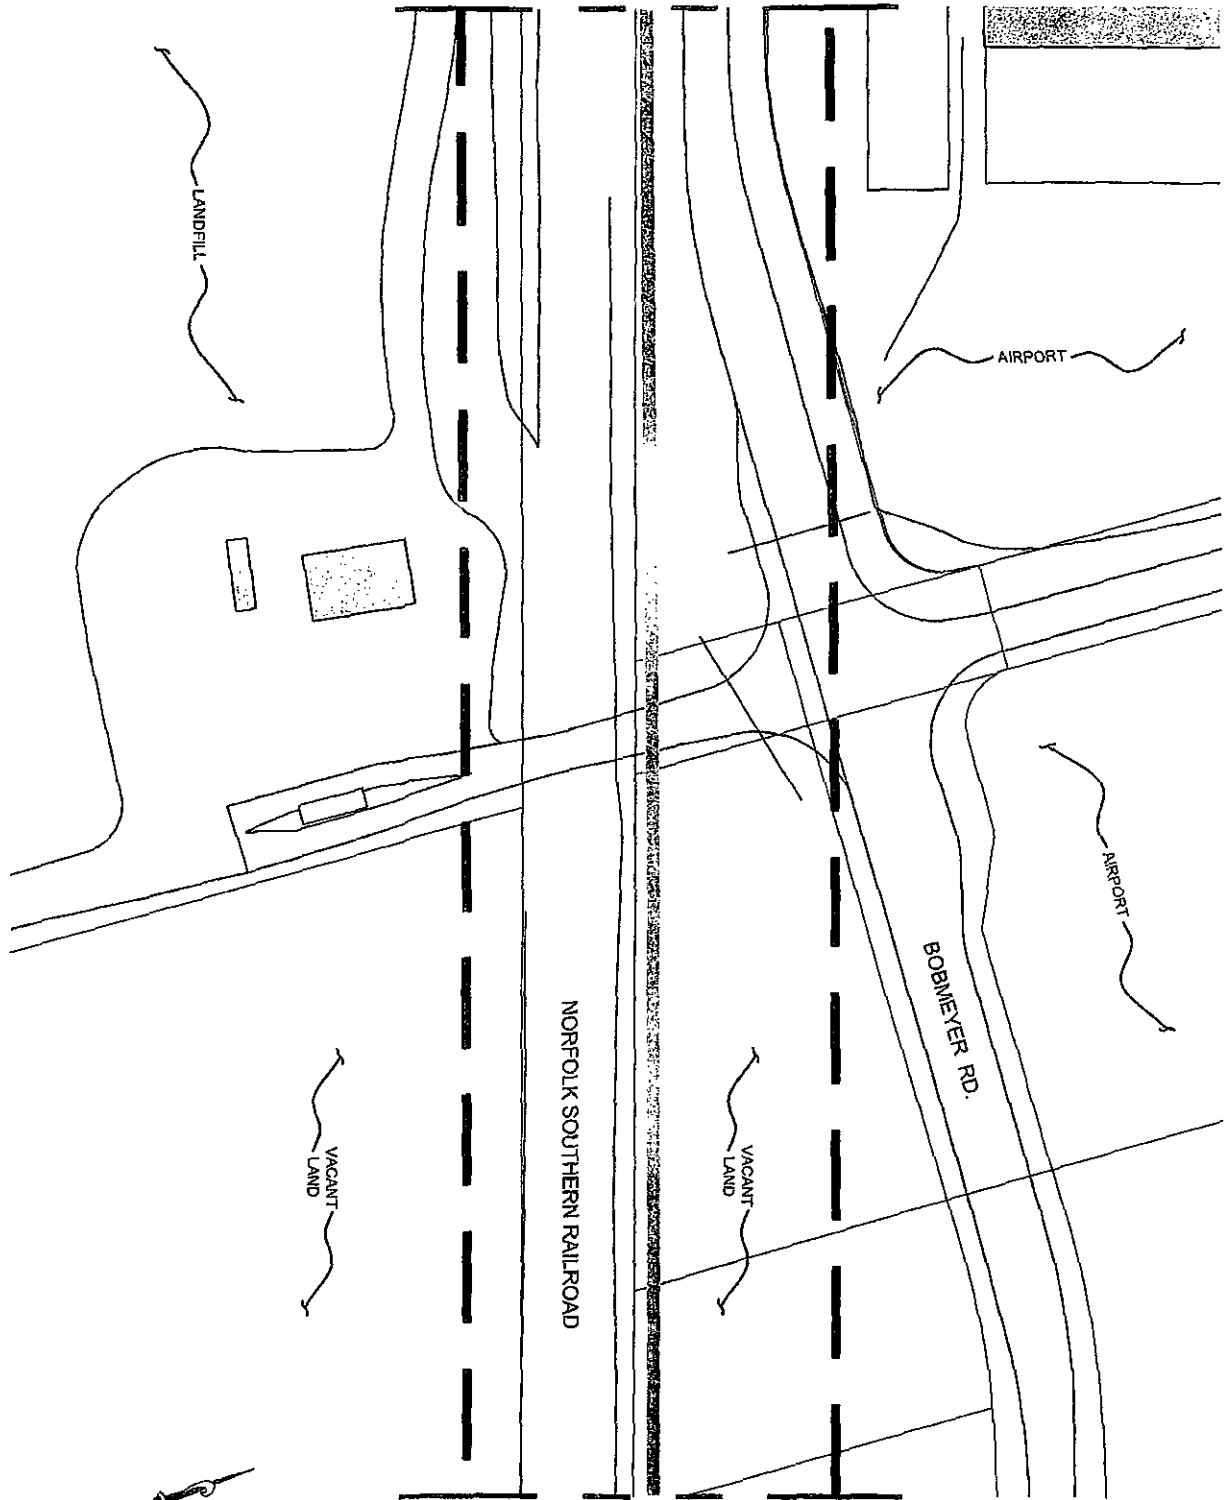 LANDFILL
AIRPORT
AIRPORT
BOBMEYER RD.
NORFOLK SOUTHERN RAILROAD
VACANT
LAND
VACANT
LAND